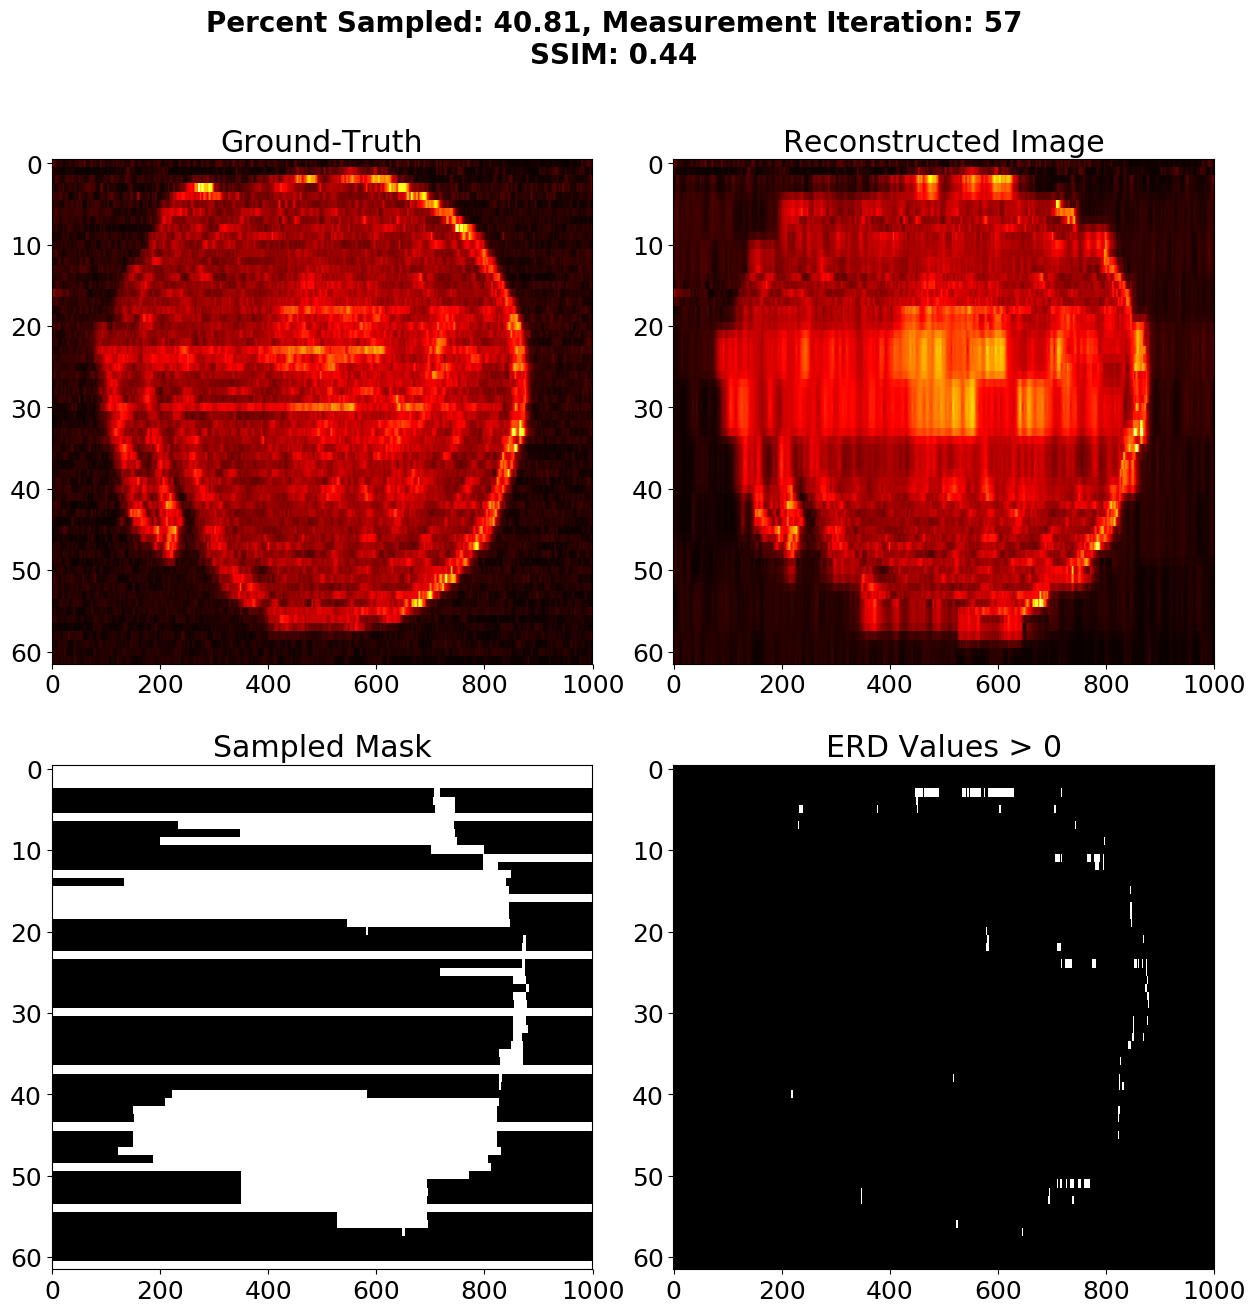 Percent Sampled: 40.81, Measurement Iteration: 57
SSIM: 0.44
Ground-Truth
0
10
20
30
40
50
60
0 200 400 600 800 1000
Reconstructed Image
0
10
20
30
40
50
60
0 200 400 600 800 1000
Sampled Mask
0
10
20
30
40
50
60
0 200 400 600 800 1000
ERD Values > 0
0
10
20
30
40
50
60
0 200 400 600 800 1000